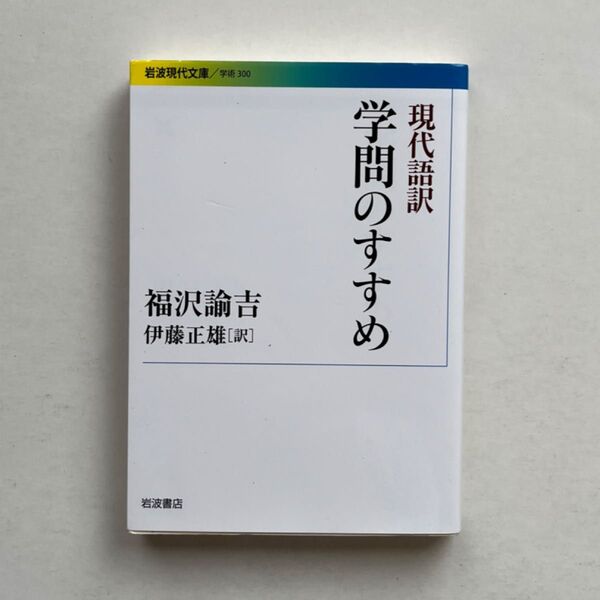 岩波現代文庫／学術 300
現代語訳
学問のすすめ
福沢諭吉
伊藤正雄［訳］
岩波書店